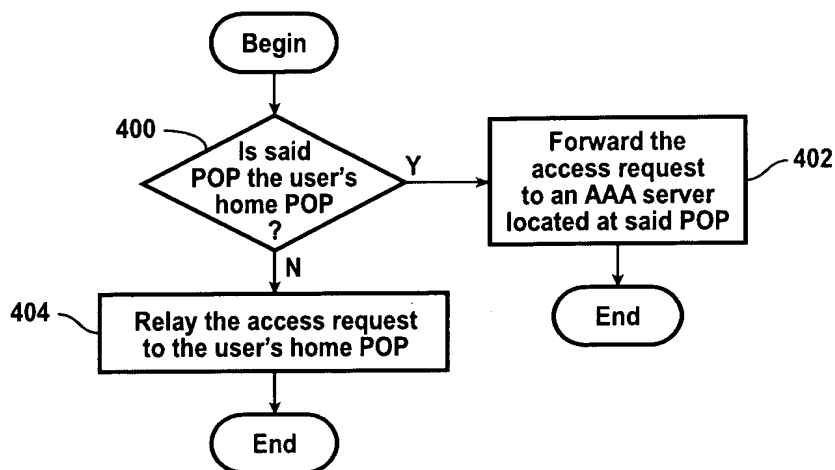 Begin
400
Is said
POP the user's
home POP
?
Y
Forward the
access request
to an AAA server
located at said POP
402
N
End
404
Relay the access request
to the user's home POP
End